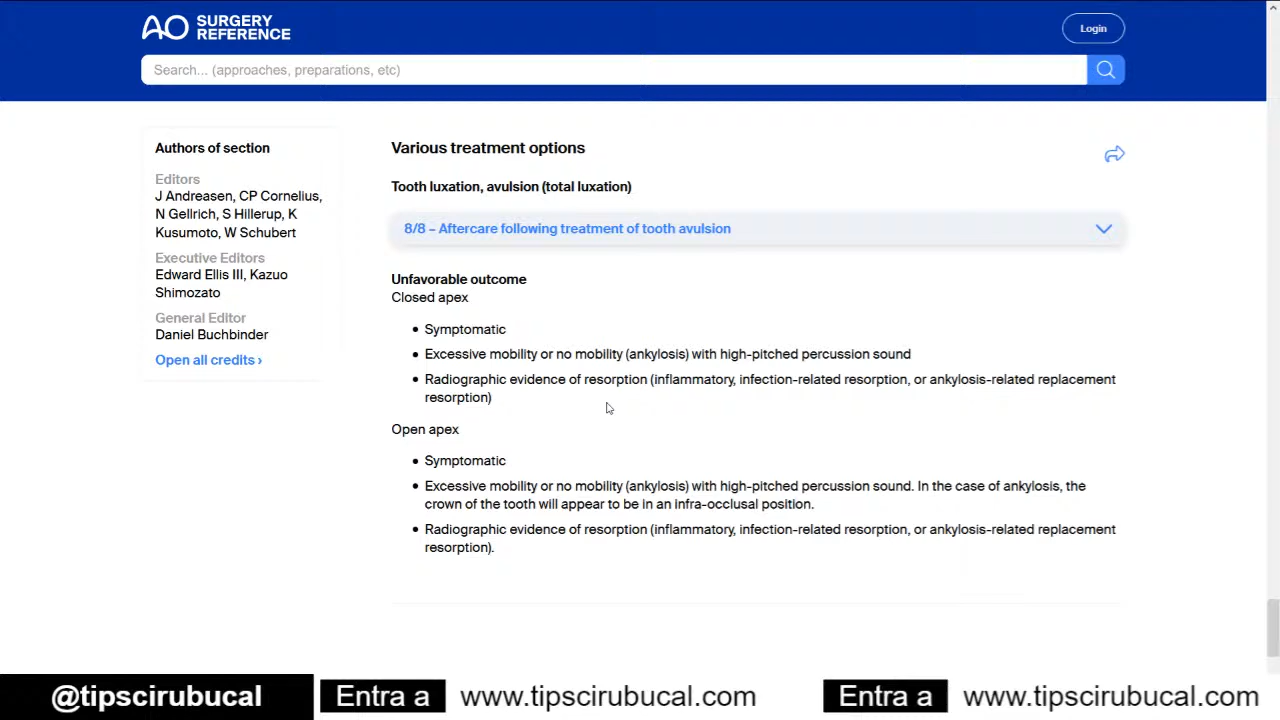 AO SURGERY
REFERENCE
Login
Search... (approaches, preparations, etc)
Authors of section
Editors
J Andreasen, CP Cornelius,
N Gellrich, S Hillerup, K
Kusumoto, W Schubert
Executive Editors
Edward Ellis III, Kazuo
Shimozato
General Editor
Daniel Buchbinder
Open all credits ›
Various treatment options
Tooth luxation, avulsion (total luxation)
8/8 – Aftercare following treatment of tooth avulsion
Unfavorable outcome
Closed apex
• Symptomatic
• Excessive mobility or no mobility (ankylosis) with high-pitched percussion sound
• Radiographic evidence of resorption (inflammatory, infection-related resorption, or ankylosis-related replacement
resorption)
Open apex
• Symptomatic
• Excessive mobility or no mobility (ankylosis) with high-pitched percussion sound. In the case of ankylosis, the
crown of the tooth will appear to be in an infra-occlusal position.
• Radiographic evidence of resorption (inflammatory, infection-related resorption, or ankylosis-related replacement
resorption).
@tipscirubucal Entra a www.tipscirubucal.com Entra a www.tipscirubucal.com